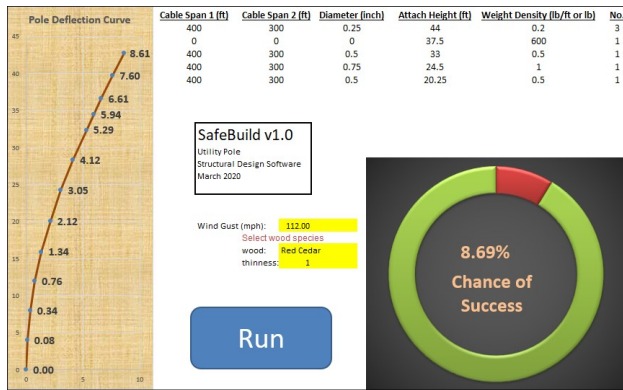 Pole Deflection Curve
45
40
35
30
25
20
15
10
5
0
0
5
10
8.61
7.60
6.61
5.94
5.29
4.12
3.05
2.12
1.34
0.76
0.34
0.08
0.00
Cable Span 1 (ft) Cable Span 2 (ft) Diameter (inch) Attach Height (ft) Weight Density (lb/ft or lb) No.
400 300 0.25 44 0.2 3
0 0 0 37.5 600 1
400 300 0.5 33 0.5 1
400 300 0.75 24.5 1 1
400 300 0.5 20.25 0.5 1
SafeBuild v1.0
Utility Pole
Structural Design Software
March 2020
Wind Gust (mph): 112.00
Select wood species
wood: Red Cedar
thinness: 1
Run
8.69%
Chance of
Success